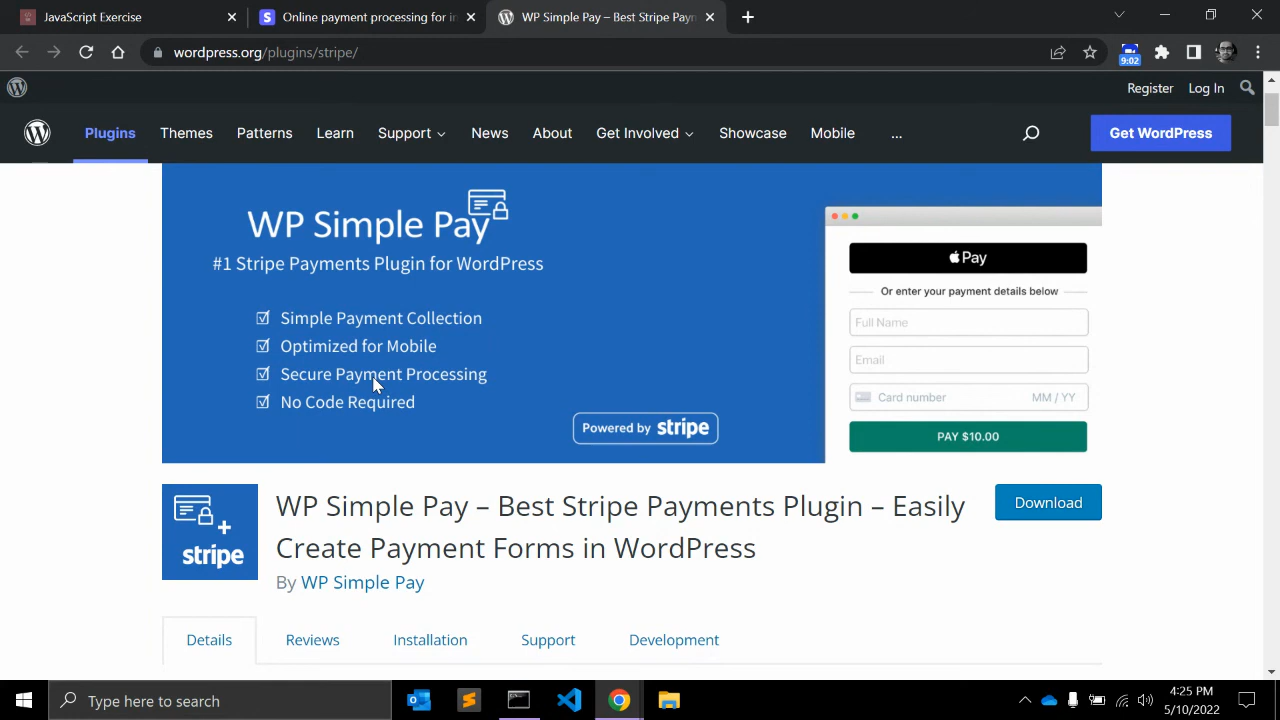 JavaScript Exercise
Online payment processing for in
WP Simple Pay – Best Stripe Payn
wordpress.org/plugins/stripe/
9:02
Register
Log In
Plugins
Themes
Patterns
Learn
Support
News
About
Get Involved
Showcase
Mobile
...
Get WordPress
WP Simple Pay
#1 Stripe Payments Plugin for WordPress
Simple Payment Collection
Optimized for Mobile
Secure Payment Processing
No Code Required
Powered by stripe
Pay
Or enter your payment details below
Full Name
Email
Card number MM / YY
PAY $10.00
stripe
WP Simple Pay – Best Stripe Payments Plugin – Easily
Create Payment Forms in WordPress
By WP Simple Pay
Download
Details
Reviews
Installation
Support
Development
Type here to search
4:25 PM
5/10/2022